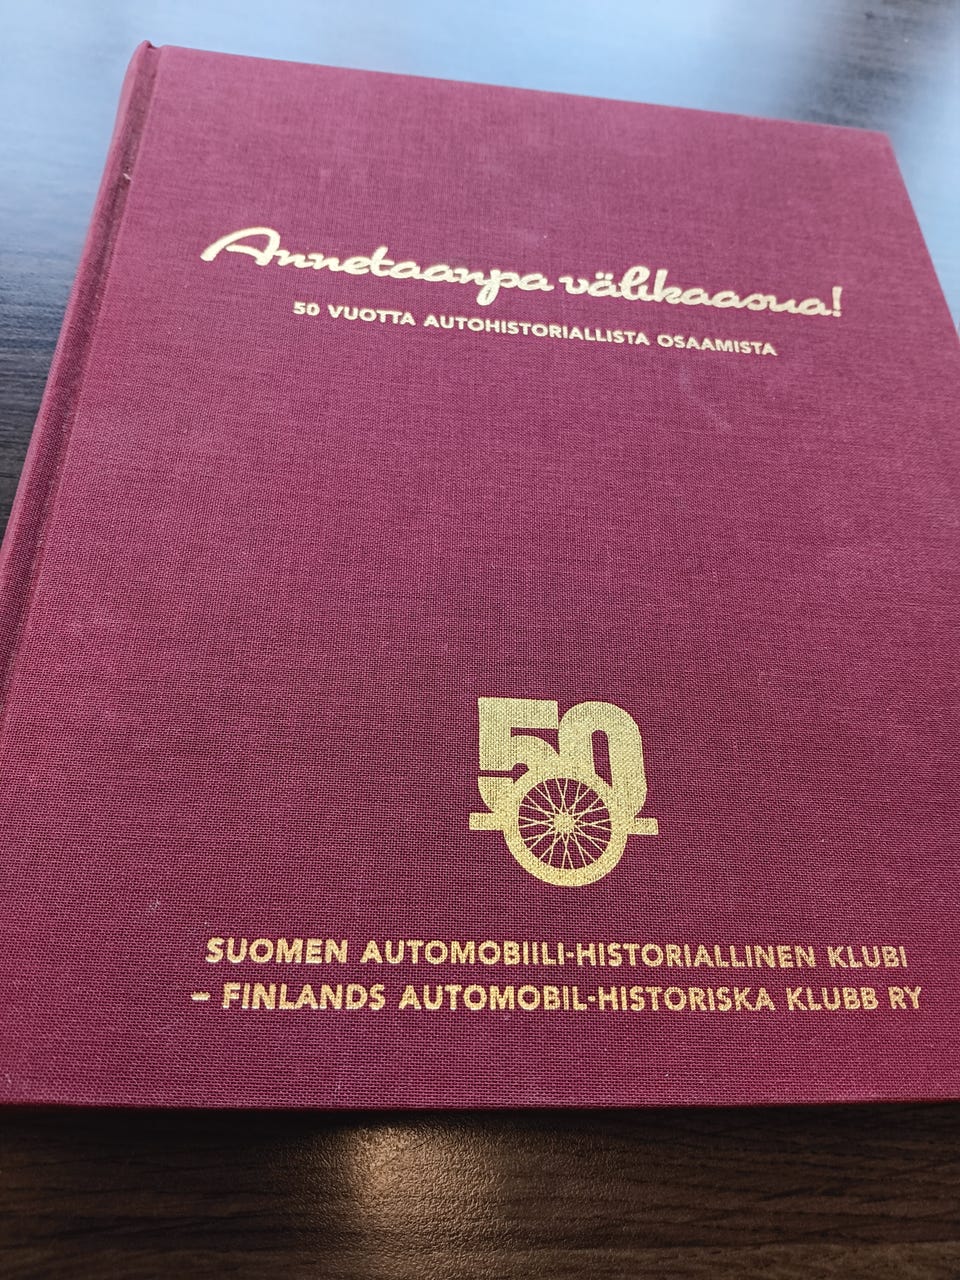 Annetaanpa välikaasua!
50 VUOTTA AUTOHISTORIALLISTA OSAAMISTA
50
SUOMEN AUTOMOBIILI-HISTORIALLINEN KLUBI
– FINLANDS AUTOMOBIL-HISTORISKA KLUBB RY